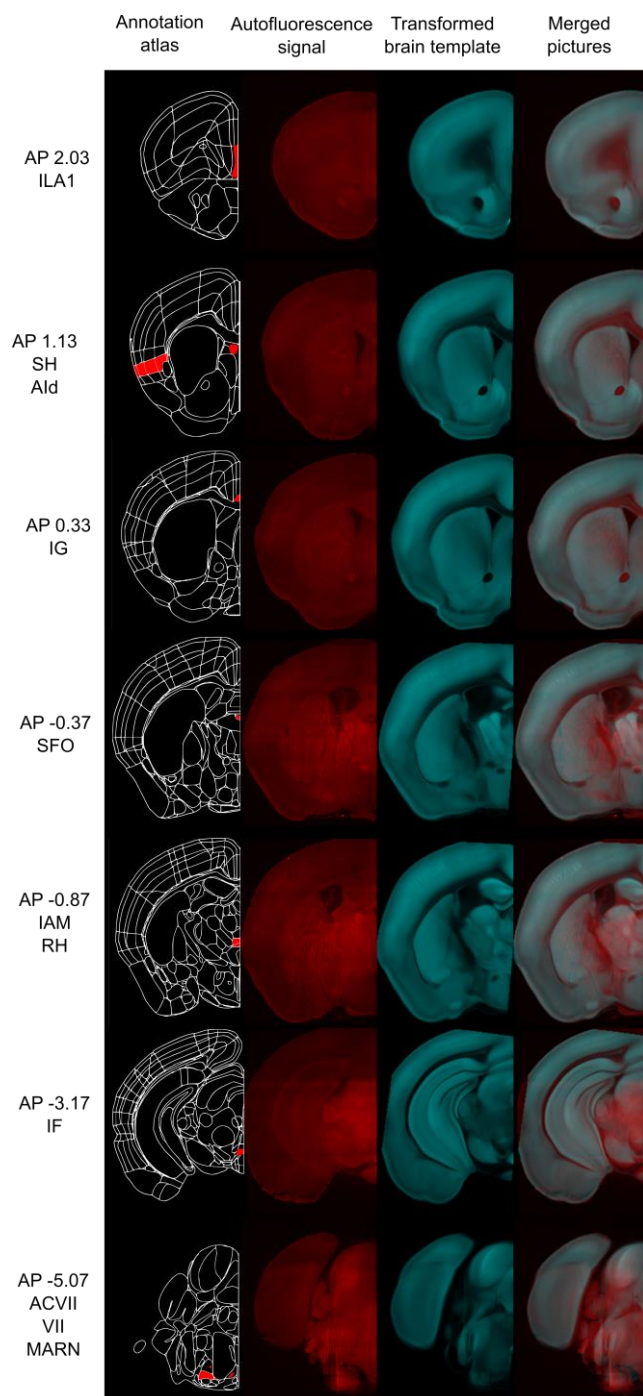 Annotation
atlas
Autofluorescence
signal
Transformed
brain template
Merged
pictures
AP 2.03
ILA1
AP 1.13
SH
AId
AP 0.33
IG
AP -0.37
SFO
AP -0.87
IAM
RH
AP -3.17
IF
AP -5.07
ACVII
VII
MARN